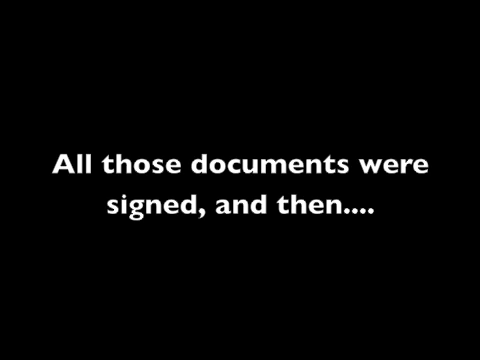 All those documents were
signed, and then....